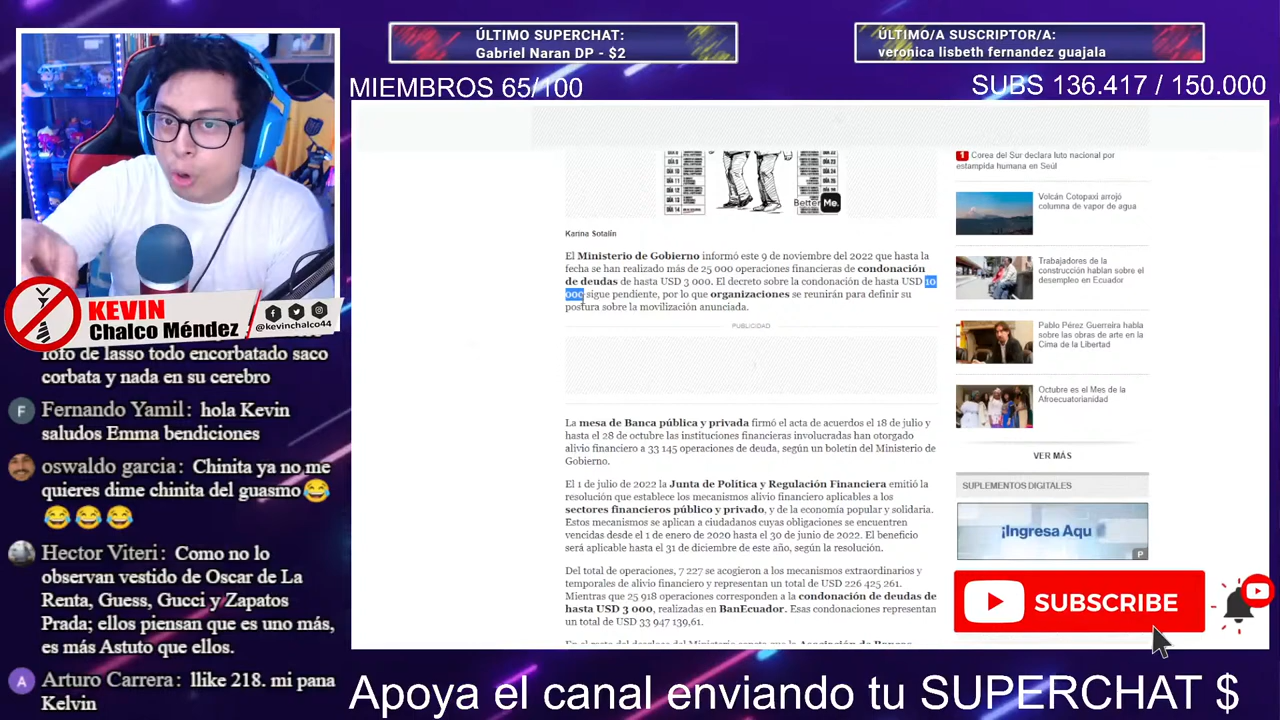 ÚLTIMO SUPERCHAT:
Gabriel Naran DP - $2
ÚLTIMO/A SUSCRIPTOR/A:
veronica lisbeth fernandez guajala
MIEMBROS 65/100
SUBS 136.417 / 150.000
KEVIN
Chalco Méndez
@kevinchalco44
lofo de lasso todo encorbatado saco
corbata y nada en su cerebro
F Fernando Yamil: hola Kevin
saludos Emma bendiciones
oswaldo garcia: Chinita ya no me
quieres dime chinita del guasmo😂
😂😂😂
Hector Viteri: Como no lo
observan vestido de Oscar de La
Renta, Guess, Gucci y Zapatos
Prada; ellos piensan que es uno más,
es más Astuto que ellos.
A Arturo Carrera: llike 218. mi pana
Kelvin
BetterMe.
Karina Sotalín
El Ministerio de Gobierno informó este 9 de noviembre del 2022 que hasta la
fecha se han realizado más de 25 000 operaciones financieras de condonación
de deudas de hasta USD 3 000. El decreto sobre la condonación de hasta USD 10
000 sigue pendiente, por lo que organizaciones se reunirán para definir su
postura sobre la movilización anunciada.
PUBLICIDAD
La mesa de Banca pública y privada firmó el acta de acuerdos el 18 de julio y
hasta el 28 de octubre las instituciones financieras involucradas han otorgado
alivio financiero a 33 145 operaciones de deuda, según un boletín del Ministerio de
Gobierno.
El 1 de julio de 2022 la Junta de Política y Regulación Financiera emitió la
resolución que establece los mecanismos alivio financiero aplicables a los
sectores financieros público y privado, y de la economía popular y solidaria.
Estos mecanismos se aplican a ciudadanos cuyas obligaciones se encuentren
vencidas desde el 1 de enero de 2020 hasta el 30 de junio de 2022. El beneficio
será aplicable hasta el 31 de diciembre de este año, según la resolución.
Del total de operaciones, 7 227 se acogieron a los mecanismos extraordinarios y
temporales de alivio financiero y representan un total de USD 226 425 261.
Mientras que 25 918 operaciones corresponden a la condonación de deudas de
hasta USD 3 000, realizadas en BanEcuador. Esas condonaciones representan
un total de USD 33 947 139,61.
1 Corea del Sur declara luto nacional por
estampida humana en Seúl
Volcán Cotopaxi arrojó
columna de vapor de agua
Trabajadores de la
construcción hablan sobre el
desempleo en Ecuador
Pablo Pérez Guerreira habla
sobre las obras de arte en la
Cima de la Libertad
Octubre es el Mes de la
Afroecuatorianidad
VER MÁS
SUPLEMENTOS DIGITALES
¡Ingresa Aqu
P
SUBSCRIBE
Apoya el canal enviando tu SUPERCHAT $